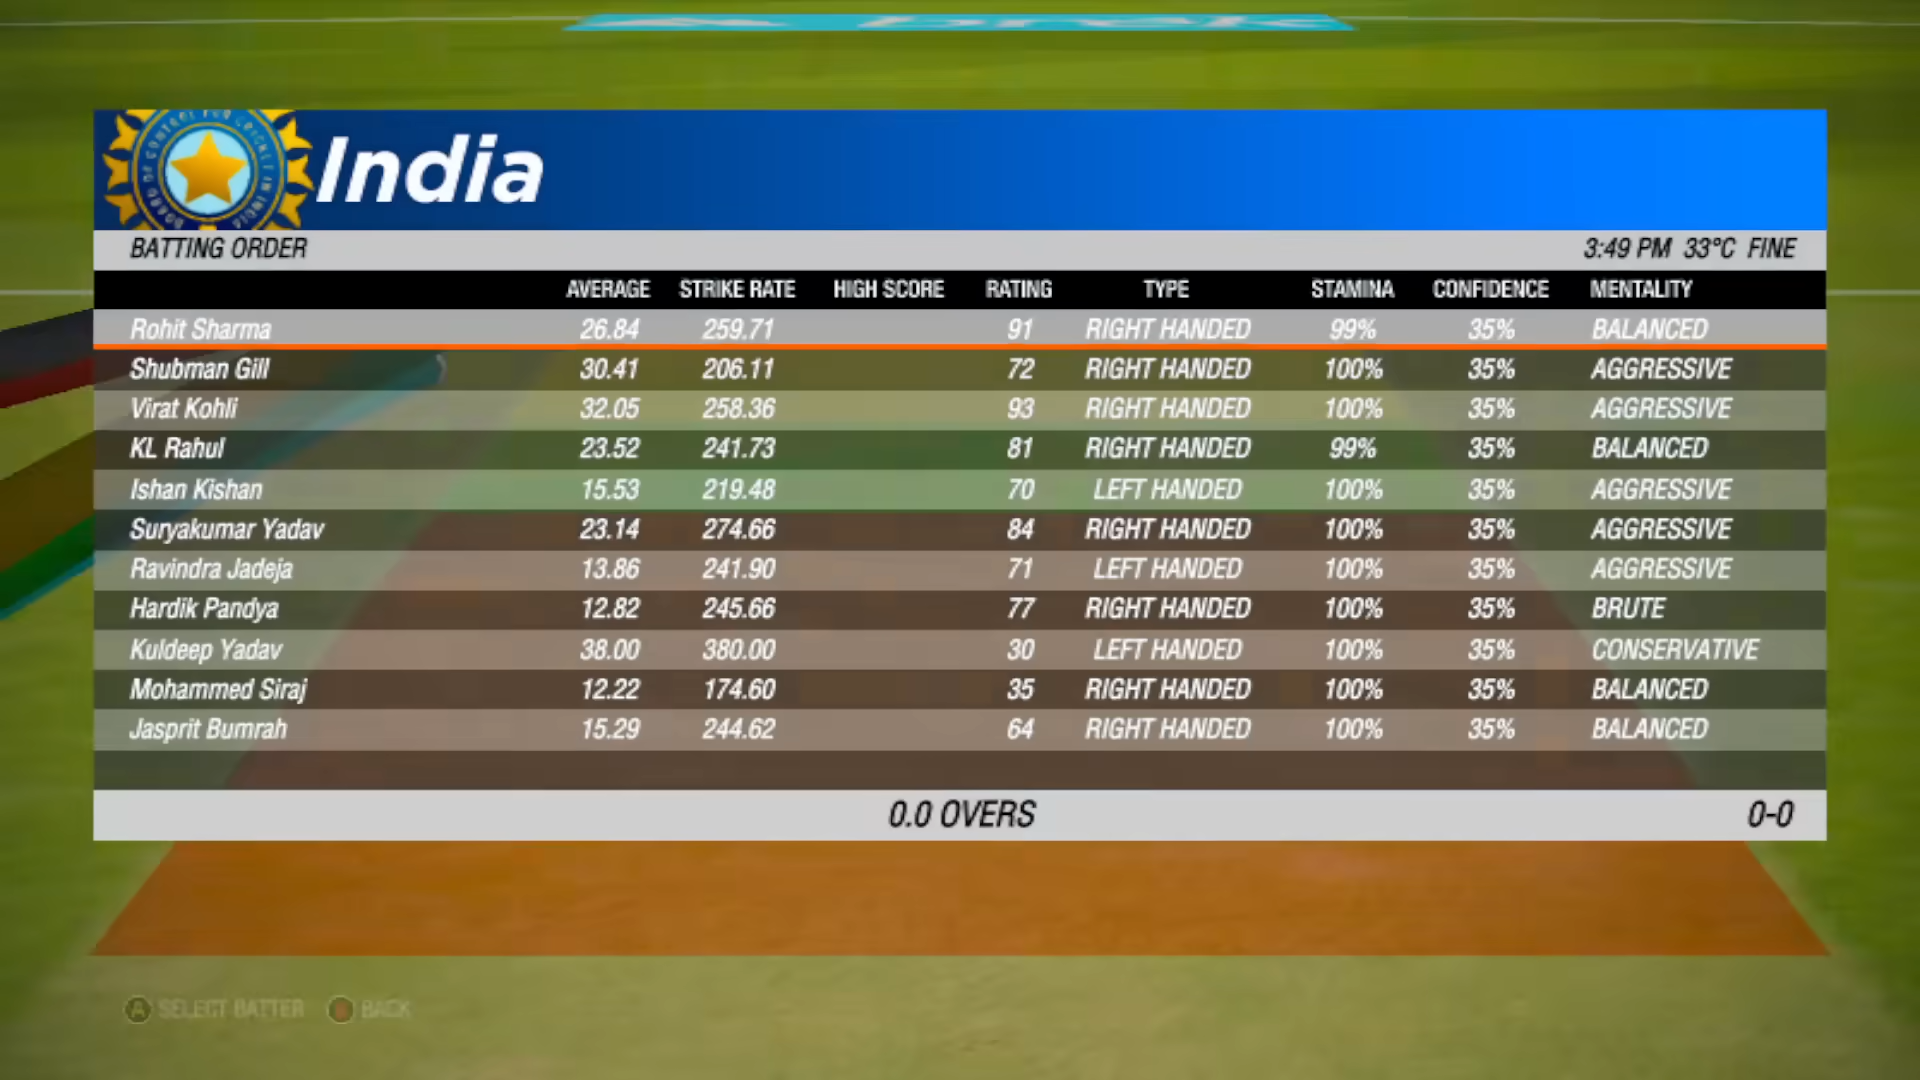 India
BATTING ORDER 3:49 PM 33°C FINE
AVERAGE STRIKE RATE HIGH SCORE RATING TYPE STAMINA CONFIDENCE MENTALITY
Rohit Sharma 26.84 259.71 91 RIGHT HANDED 99% 35% BALANCED
Shubman Gill 30.41 206.11 72 RIGHT HANDED 100% 35% AGGRESSIVE
Virat Kohli 32.05 258.36 93 RIGHT HANDED 100% 35% AGGRESSIVE
KL Rahul 23.52 241.73 81 RIGHT HANDED 99% 35% BALANCED
Ishan Kishan 15.53 219.48 70 LEFT HANDED 100% 35% AGGRESSIVE
Suryakumar Yadav 23.14 274.66 84 RIGHT HANDED 100% 35% AGGRESSIVE
Ravindra Jadeja 13.86 241.90 71 LEFT HANDED 100% 35% AGGRESSIVE
Hardik Pandya 12.82 245.66 77 RIGHT HANDED 100% 35% BRUTE
Kuldeep Yadav 38.00 380.00 30 LEFT HANDED 100% 35% CONSERVATIVE
Mohammed Siraj 12.22 174.60 35 RIGHT HANDED 100% 35% BALANCED
Jasprit Bumrah 15.29 244.62 64 RIGHT HANDED 100% 35% BALANCED
0.0 OVERS 0-0
A SELECT BATTER BACK